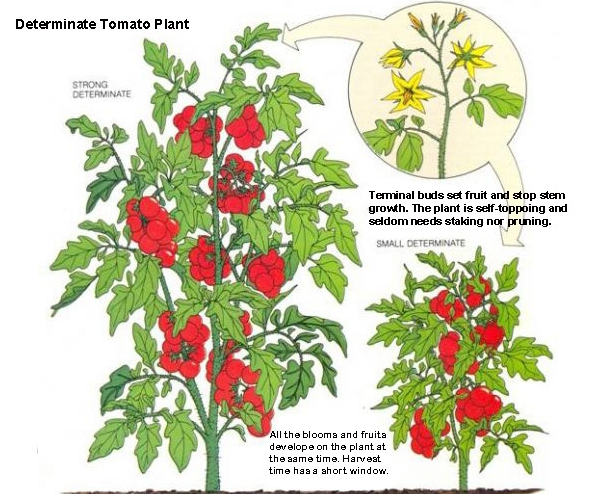 Determinate Tomato Plant
STRONG
DETERMINATE
Terminal buds set fruit and stop stem
growth. The plant is self-toppoing and
seldom needs staking nor pruning.
SMALL DETERMINATE
All the blooms and fruits
develope on the plant at
the same time. Harvest
time has a short window.